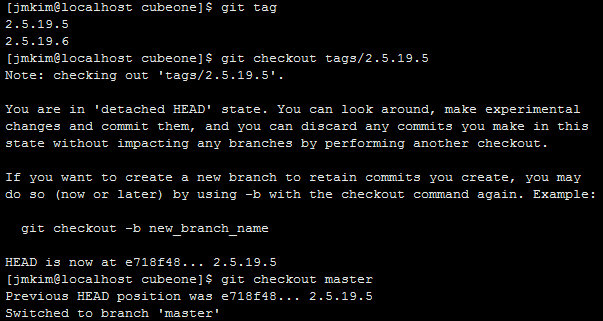 [jmkim@localhost cubeone]$ git tag
2.5.19.5
2.5.19.6
[jmkim@localhost cubeone]$ git checkout tags/2.5.19.5
Note: checking out 'tags/2.5.19.5'.
You are in 'detached HEAD' state. You can look around, make experimental
changes and commit them, and you can discard any commits you make in this
state without impacting any branches by performing another checkout.
If you want to create a new branch to retain commits you create, you may
do so (now or later) by using -b with the checkout command again. Example:
git checkout -b new_branch_name
HEAD is now at e718f48... 2.5.19.5
[jmkim@localhost cubeone]$ git checkout master
Previous HEAD position was e718f48... 2.5.19.5
Switched to branch 'master'